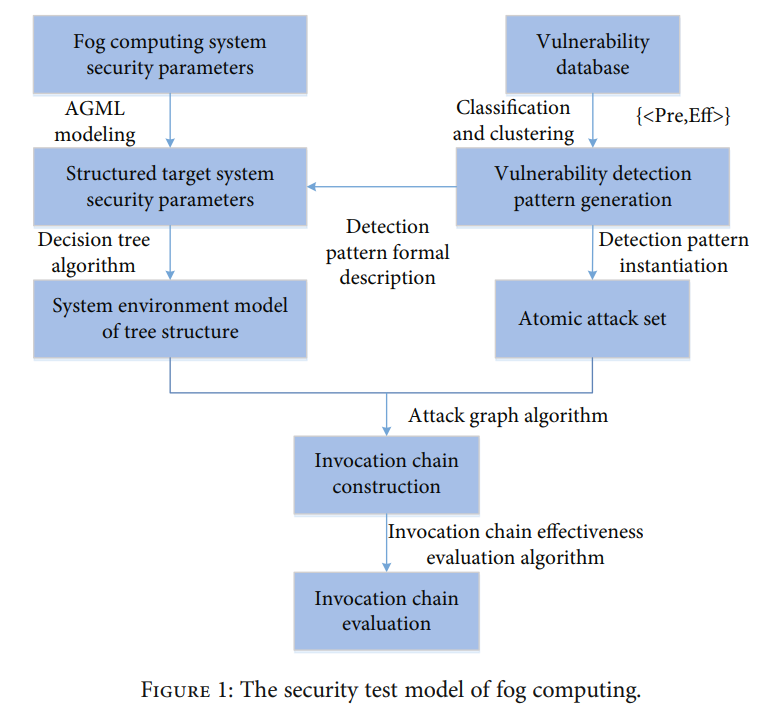 Fog computing system
security parameters
Vulnerability
database
AGML
modeling
Classification
and clustering
{<Pre,Eff>}
Structured target system
security parameters
Vulnerability detection
pattern generation
Detection
pattern formal
description
Decision tree
algorithm
Detection pattern
instantiation
System environment model
of tree structure
Atomic attack set
Attack graph algorithm
Invocation chain
construction
Invocation chain effectiveness
evaluation algorithm
Invocation chain
evaluation
FIGURE 1: The security test model of fog computing.